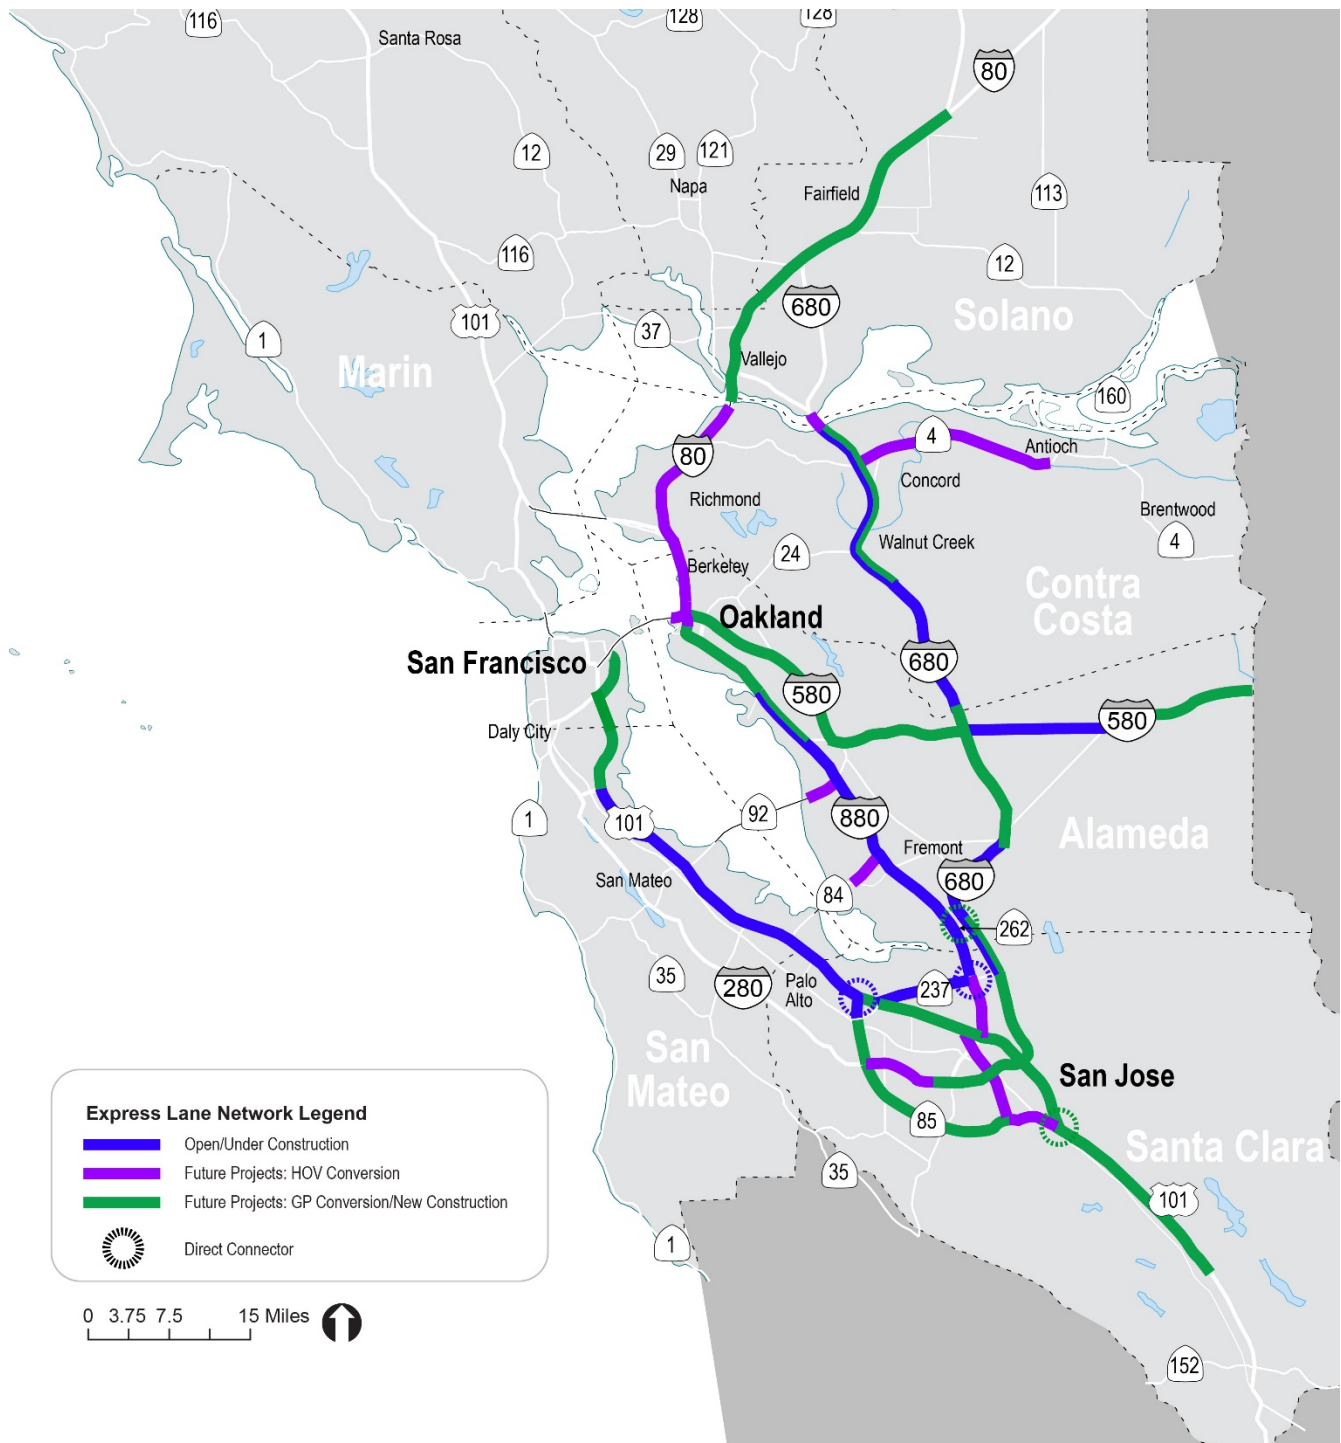 116
128
128
Santa Rosa
80
12
29
121
Napa
Fairfield
113
116
12
680
Solano
101
37
1
Marin
Vallejo
160
4
Antioch
80
Concord
Richmond
Brentwood
Walnut Creek
4
24
Berkeley
Contra
Costa
Oakland
San Francisco
680
580
580
Daly City
92
880
1
101
Alameda
Fremont
San Mateo
680
84
262
35
280
Palo
Alto
237
San
Mateo
San Jose
85
Santa Clara
35
101
1
152
Express Lane Network Legend
Open/Under Construction
Future Projects: HOV Conversion
Future Projects: GP Conversion/New Construction
Direct Connector
0 3.75 7.5 15 Miles